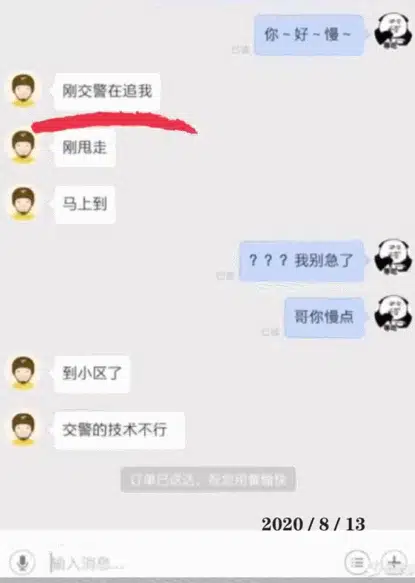 你~好~慢~
已读
刚交警在追我
刚甩走
马上到
？？？我别急了
已读
哥你慢点
已读
到小区了
交警的技术不行
订单已送达，祝您用餐愉快
2020/8/13
输入消息...